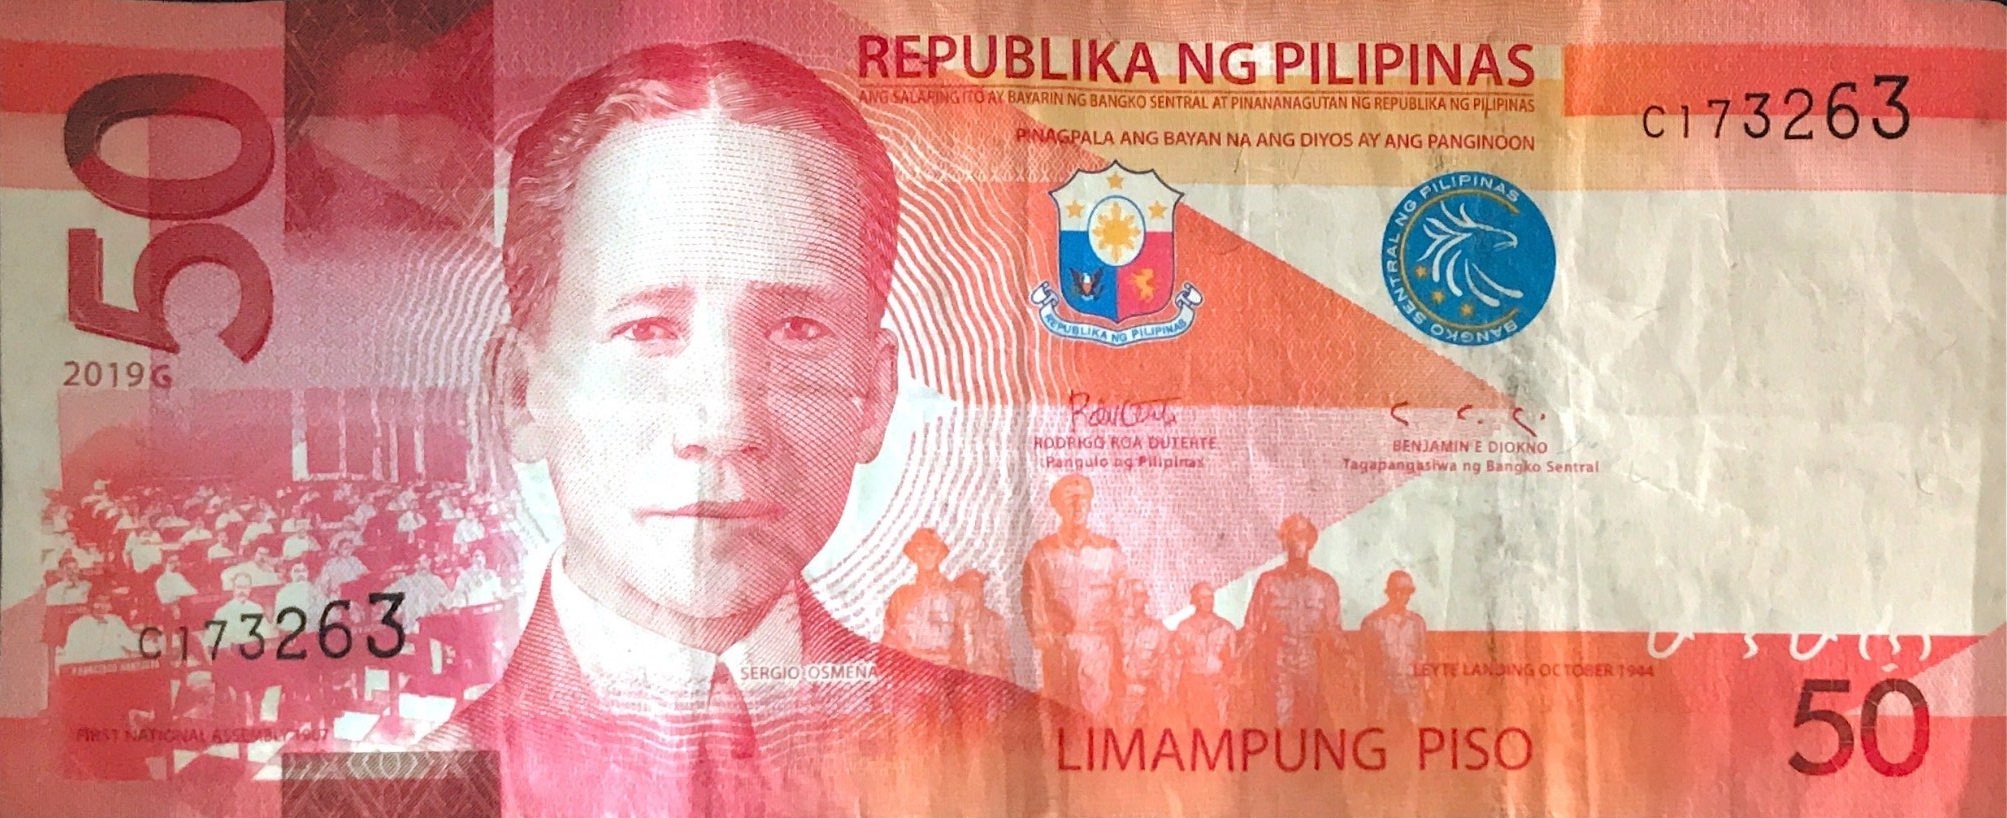 50
2019G
REPUBLIKA NG PILIPINAS
ANG SALAPING ITO AY BAYARIN NG BANGKO SENTRAL AT PINANANAGUTAN NG REPUBLIKA NG PILIPINAS
PINAGPALA ANG BAYAN NA ANG DIYOS AY ANG PANGINOON
C173263
REPUBLIKA NG PILIPINAS
BANGKO SENTRAL NG PILIPINAS
RODRIGO ROA DUTERTE
Pangulo ng Pilipinas
BENJAMIN E DIOKNO
Tagapangasiwa ng Bangko Sentral
C173263
SERGIO OSMEÑA
LEYTE LANDING OCTOBER 1944
FIRST NATIONAL ASSEMBLY 1907
LIMAMPUNG PISO
50